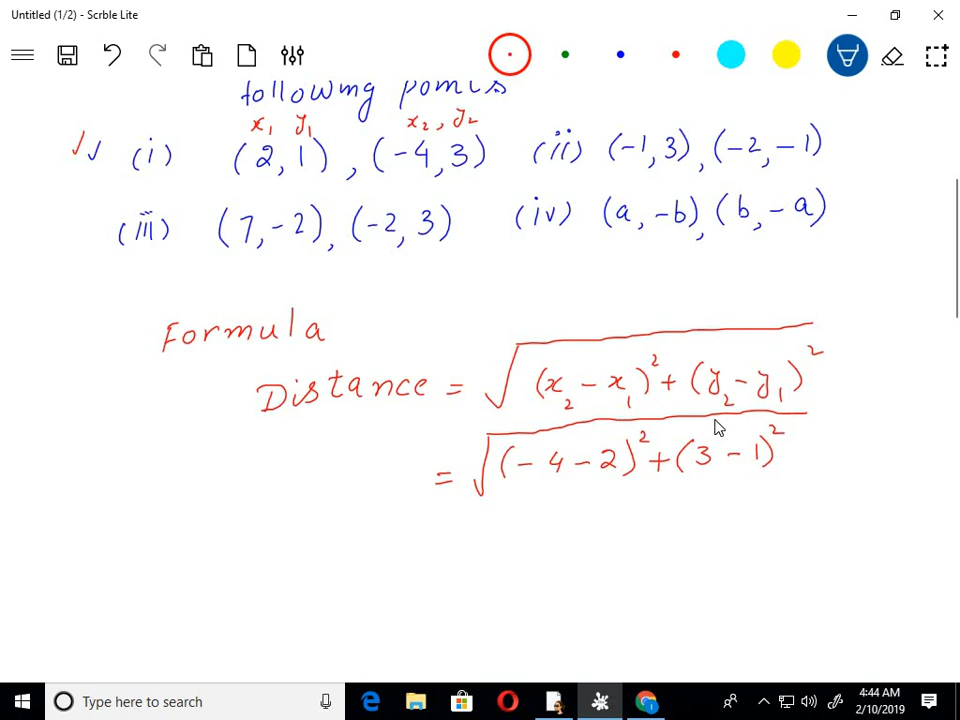 Untitled (1/2) - Scrble Lite
following
x₁ y₁ x₂, y₂
(i) (2, 1), (-4, 3) (ii) (-1, 3), (-2, -1)
(iii) (7, -2), (-2, 3) (iv) (a, -b), (b, -a)
Formula
Distance = √((x₂ - x₁)² + (y₂ - y₁)²)
= √((-4 - 2)² + (3 - 1)²)
Type here to search
4:44 AM
2/10/2019